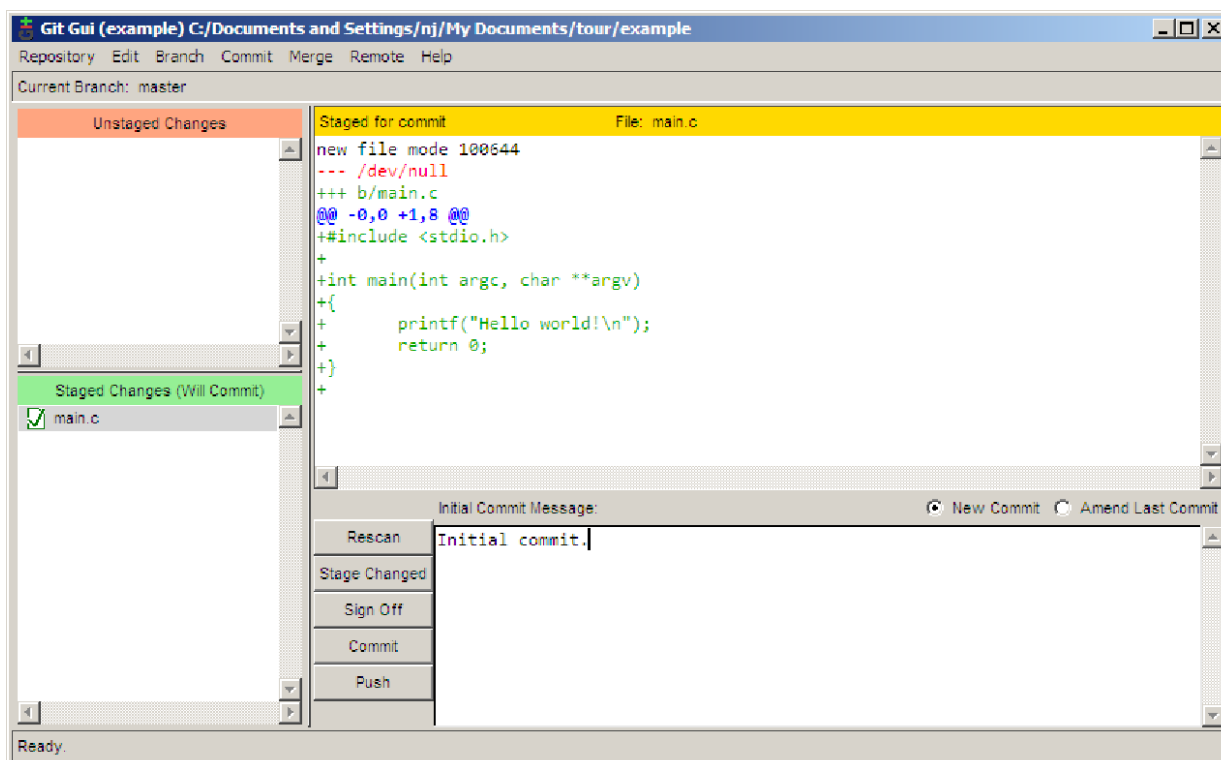 Git Gui (example) C:/Documents and Settings/nj/My Documents/tour/example
Repository Edit Branch Commit Merge Remote Help
Current Branch: master
Unstaged Changes
Staged for commit File: main.c
new file mode 100644
--- /dev/null
+++ b/main.c
@@ -0,0 +1,8 @@
+#include <stdio.h>
+
+int main(int argc, char **argv)
+{
+       printf("Hello world!\n");
+       return 0;
+}
+
Staged Changes (Will Commit)
main.c
Initial Commit Message: New Commit Amend Last Commit
Rescan
Stage Changed
Sign Off
Commit
Push
Initial commit.
Ready.